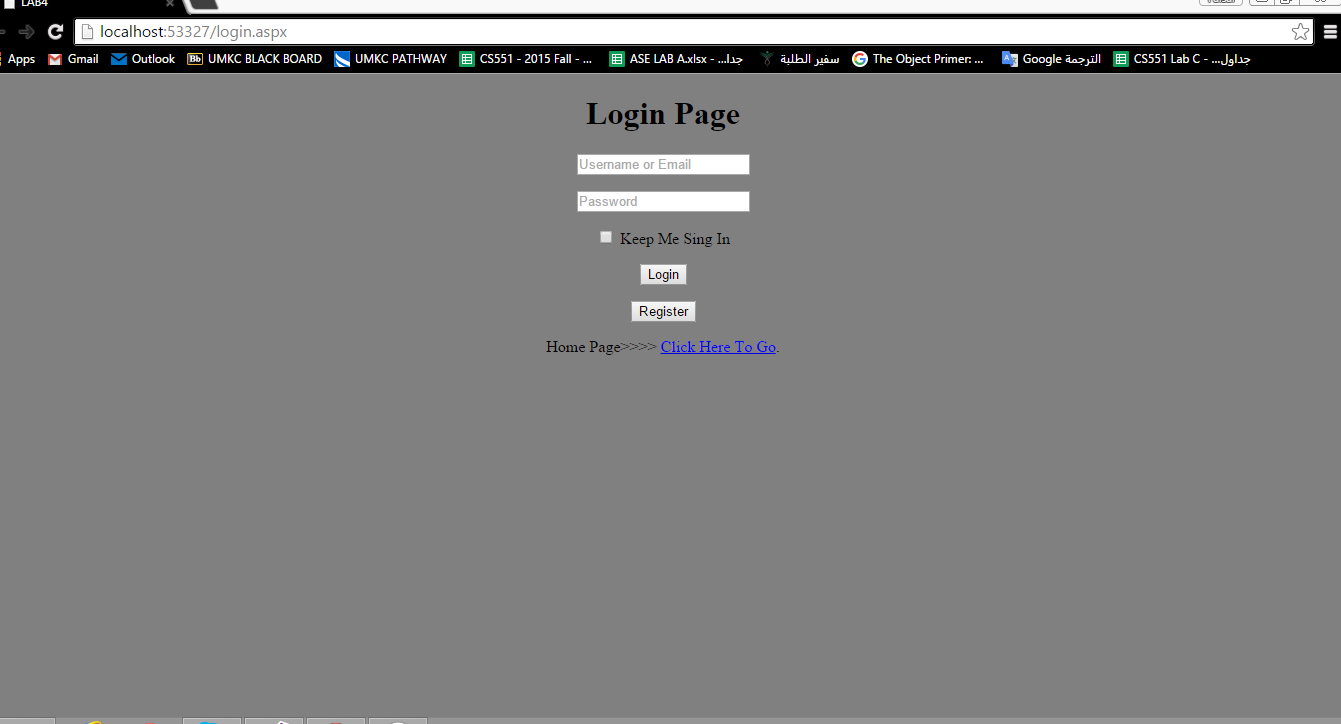 LAB4
Faisal
localhost:53327/login.aspx
Apps Gmail Outlook Bb UMKC BLACK BOARD UMKC PATHWAY CS551 - 2015 Fall - ... ASE LAB A.xlsx - جدا... سفير الطلبة The Object Primer: ... Google الترجمة CS551 Lab C - ...جداول
Login Page
Username or Email
Password
Keep Me Sing In
Login
Register
Home Page>>>> Click Here To Go.